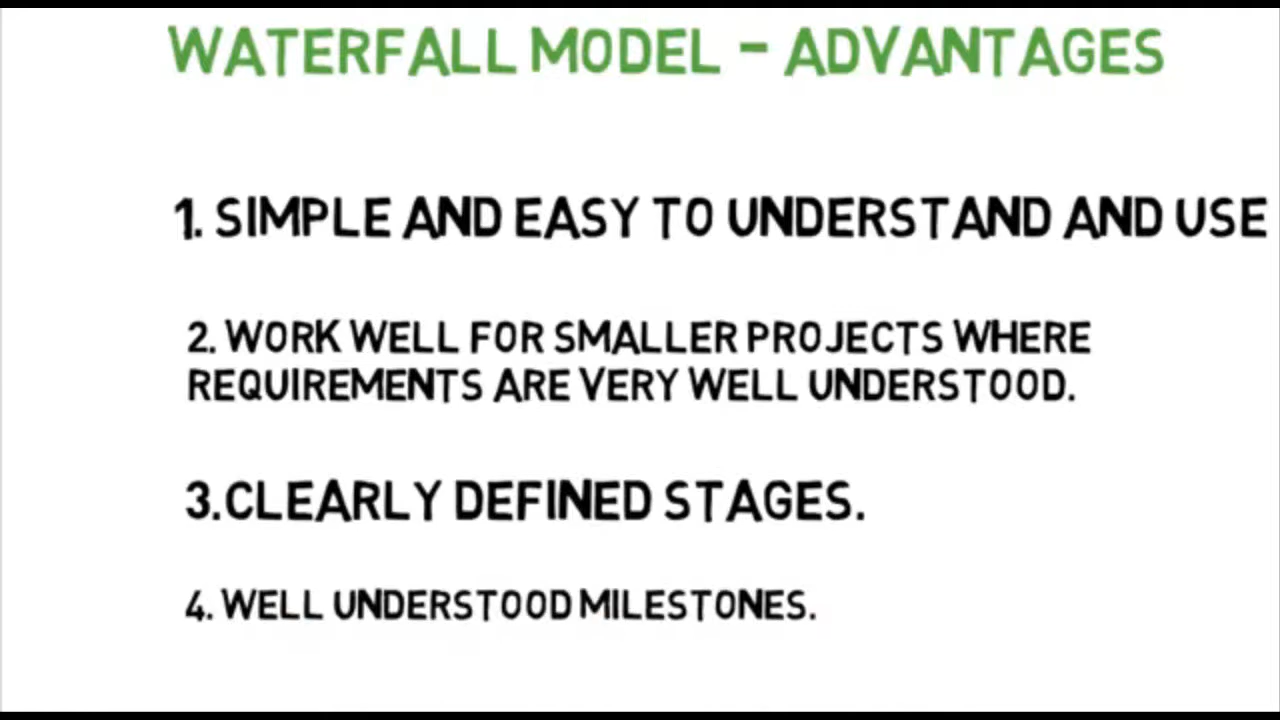 WATERFALL MODEL - ADVANTAGES
1. SIMPLE AND EASY TO UNDERSTAND AND USE
2. WORK WELL FOR SMALLER PROJECTS WHERE
REQUIREMENTS ARE VERY WELL UNDERSTOOD.
3.CLEARLY DEFINED STAGES.
4. WELL UNDERSTOOD MILESTONES.